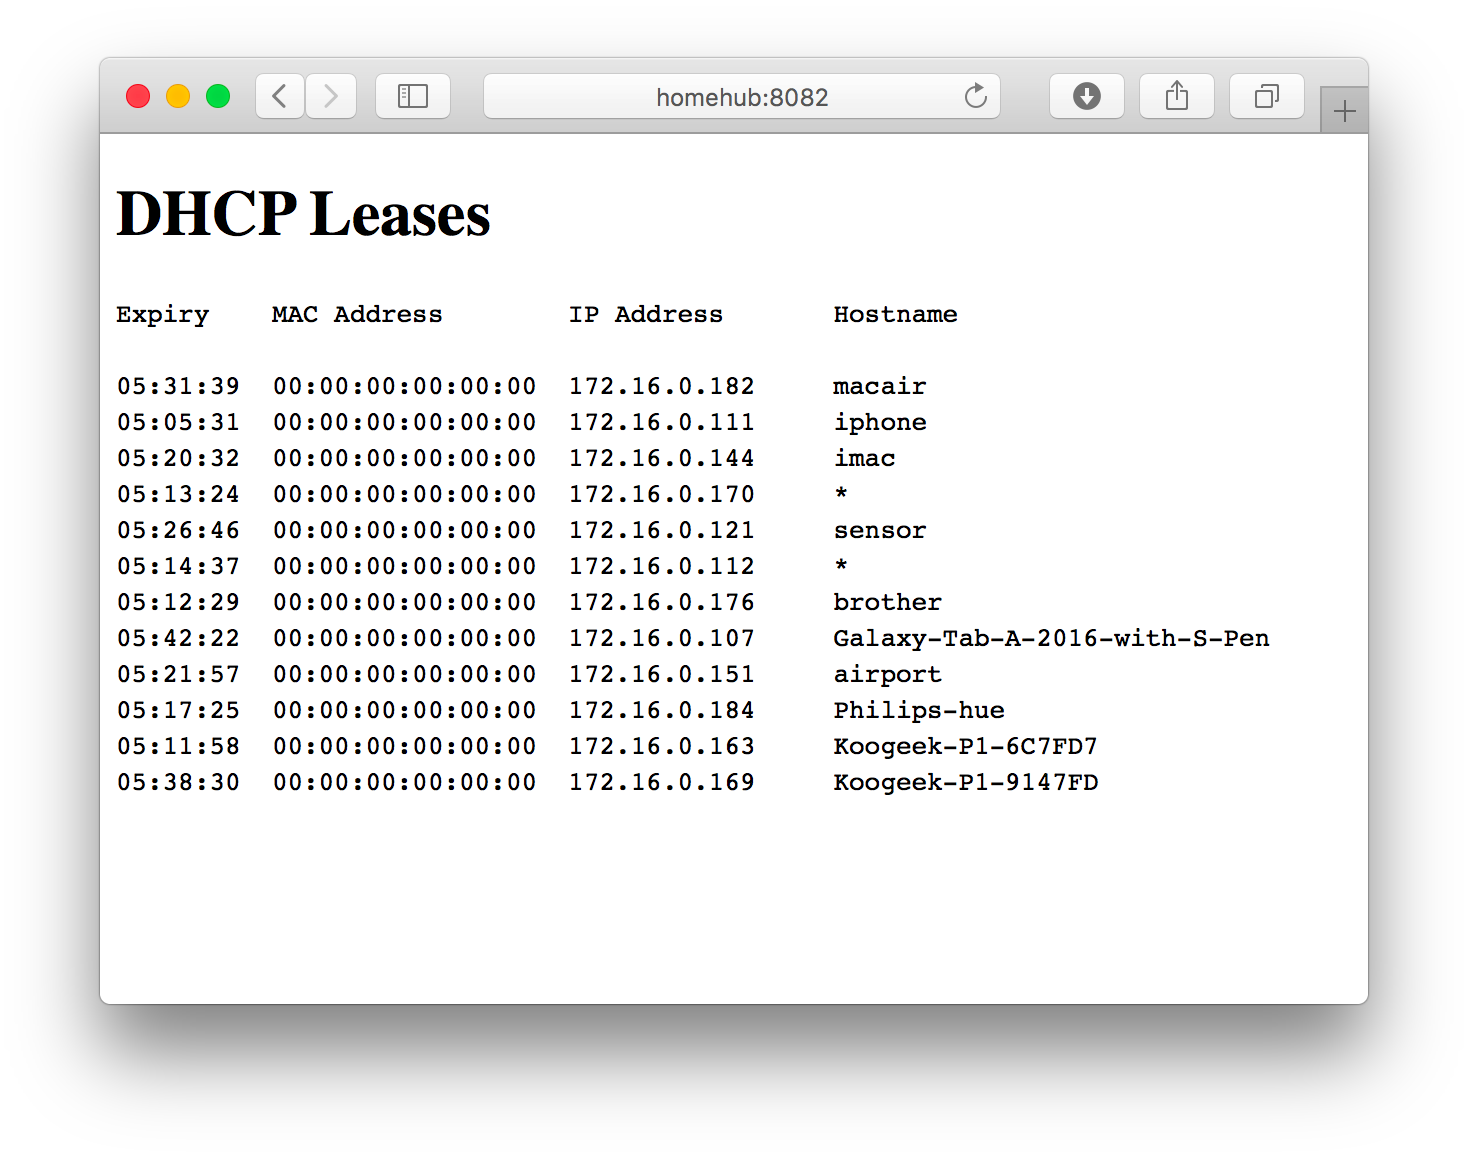 homehub:8082
DHCP Leases
Expiry MAC Address IP Address Hostname
05:31:39 00:00:00:00:00:00 172.16.0.182 macair
05:05:31 00:00:00:00:00:00 172.16.0.111 iphone
05:20:32 00:00:00:00:00:00 172.16.0.144 imac
05:13:24 00:00:00:00:00:00 172.16.0.170 *
05:26:46 00:00:00:00:00:00 172.16.0.121 sensor
05:14:37 00:00:00:00:00:00 172.16.0.112 *
05:12:29 00:00:00:00:00:00 172.16.0.176 brother
05:42:22 00:00:00:00:00:00 172.16.0.107 Galaxy-Tab-A-2016-with-S-Pen
05:21:57 00:00:00:00:00:00 172.16.0.151 airport
05:17:25 00:00:00:00:00:00 172.16.0.184 Philips-hue
05:11:58 00:00:00:00:00:00 172.16.0.163 Koogeek-P1-6C7FD7
05:38:30 00:00:00:00:00:00 172.16.0.169 Koogeek-P1-9147FD